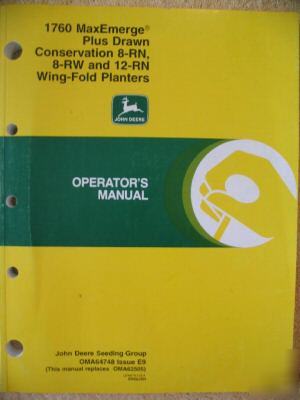 1760 MaxEmerge®
Plus Drawn
Conservation 8-RN,
8-RW and 12-RN
Wing-Fold Planters
JOHN DEERE
OPERATOR'S
MANUAL
John Deere Seeding Group
OMA64748 Issue E9
(This manual replaces OMA63505)
ENGLISH